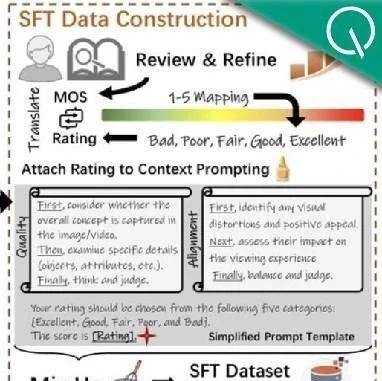 SFT Data Construction
Review & Refine
Translate
MOS
1-5 Mapping
Rating
Bad, Poor, Fair, Good, Excellent
Attach Rating to Context Prompting
Quality
First, consider whether the
overall concept is captured in
the image/video.
Then, examine specific details
(objects, attributes, etc.).
Finally, think and judge.
Alignment
First, identify any visual
distortions and positive appeal.
Next, assess their impact on
the viewing experience
Finally, balance and judge.
Your rating should be chosen from the following five categories:
{Excellent, Good, Fair, Poor, and Bad}.
The score is [Rating].
Simplified Prompt Template
SFT Dataset